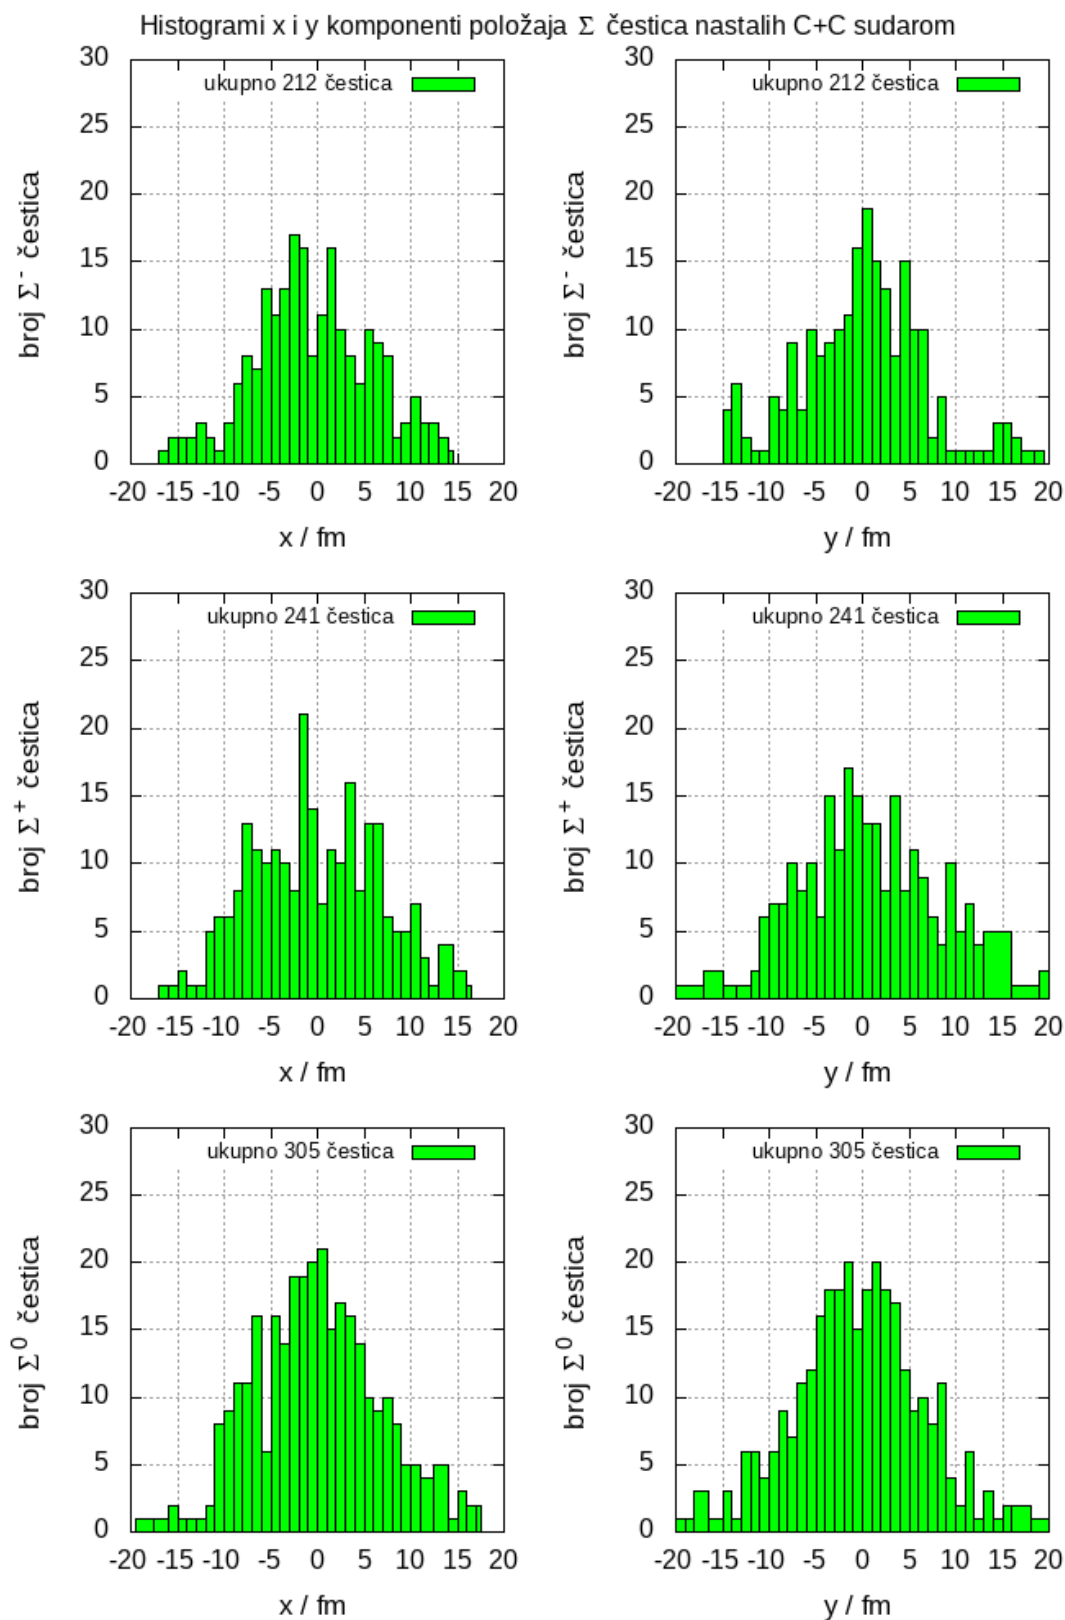 Histogrami x i y komponenti položaja Σ čestica nastalih C+C sudarom
ukupno 212 čestica
30
25
20
15
10
5
0
broj Σ⁻ čestica
-20 -15 -10 -5 0 5 10 15 20
x / fm
ukupno 212 čestica
30
25
20
15
10
5
0
broj Σ⁻ čestica
-20 -15 -10 -5 0 5 10 15 20
y / fm
ukupno 241 čestica
30
25
20
15
10
5
0
broj Σ⁺ čestica
-20 -15 -10 -5 0 5 10 15 20
x / fm
ukupno 241 čestica
30
25
20
15
10
5
0
broj Σ⁺ čestica
-20 -15 -10 -5 0 5 10 15 20
y / fm
ukupno 305 čestica
30
25
20
15
10
5
0
broj Σ⁰ čestica
-20 -15 -10 -5 0 5 10 15 20
x / fm
ukupno 305 čestica
30
25
20
15
10
5
0
broj Σ⁰ čestica
-20 -15 -10 -5 0 5 10 15 20
y / fm